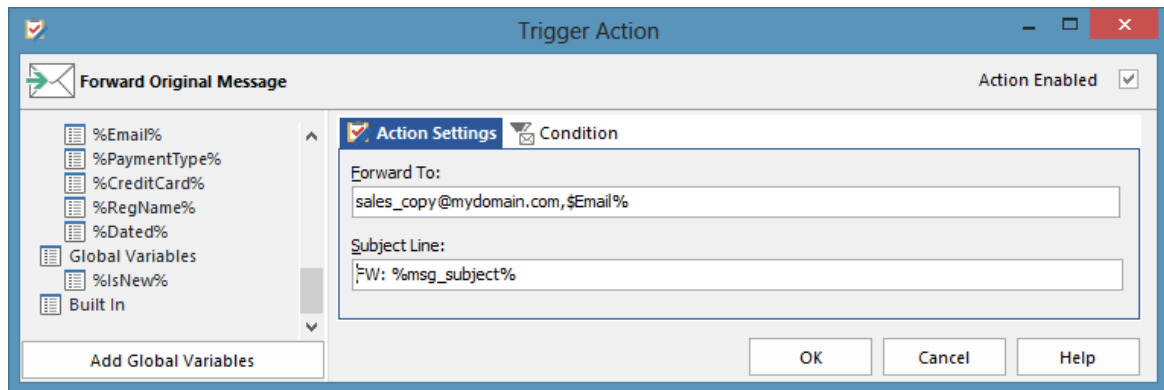 Trigger Action
Forward Original Message
Action Enabled
%Email%
%PaymentType%
%CreditCard%
%RegName%
%Dated%
Global Variables
%IsNew%
Built In
Add Global Variables
Action Settings
Condition
Forward To:
sales_copy@mydomain.com,$Email%
Subject Line:
FW: %msg_subject%
OK
Cancel
Help